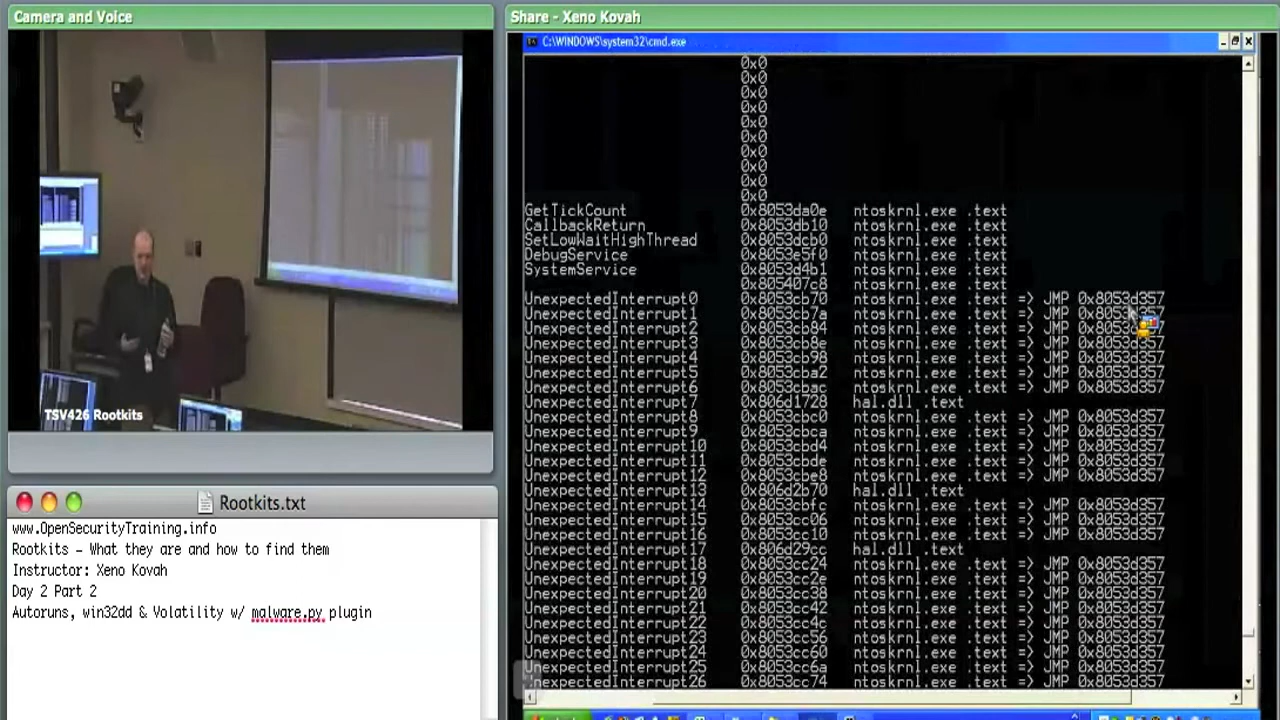 Camera and Voice
TSV426 Rootkits
Rootkits.txt
www.OpenSecurityTraining.info
Rootkits – What they are and how to find them
Instructor: Xeno Kovah
Day 2 Part 2
Autoruns, win32dd & Volatility w/ malware.py plugin
Share - Xeno Kovah
C:\WINDOWS\system32\cmd.exe
0x0
0x0
0x0
0x0
0x0
0x0
0x0
0x0
0x0
0x0
GetTickCount 0x8053da0e ntoskrnl.exe .text
CallbackReturn 0x8053db10 ntoskrnl.exe .text
SetLowWaitHighThread 0x8053dcb0 ntoskrnl.exe .text
DebugService 0x8053e5f0 ntoskrnl.exe .text
SystemService 0x8053d4b1 ntoskrnl.exe .text
0x805407c8 ntoskrnl.exe .text
UnexpectedInterrupt0 0x8053cb70 ntoskrnl.exe .text => JMP 0x8053d357
UnexpectedInterrupt1 0x8053cb7a ntoskrnl.exe .text => JMP 0x8053d357
UnexpectedInterrupt2 0x8053cb84 ntoskrnl.exe .text => JMP 0x8053d357
UnexpectedInterrupt3 0x8053cb8e ntoskrnl.exe .text => JMP 0x8053d357
UnexpectedInterrupt4 0x8053cb98 ntoskrnl.exe .text => JMP 0x8053d357
UnexpectedInterrupt5 0x8053cba2 ntoskrnl.exe .text => JMP 0x8053d357
UnexpectedInterrupt6 0x8053cbac ntoskrnl.exe .text => JMP 0x8053d357
UnexpectedInterrupt7 0x806d1728 hal.dll .text
UnexpectedInterrupt8 0x8053cbc0 ntoskrnl.exe .text => JMP 0x8053d357
UnexpectedInterrupt9 0x8053cbca ntoskrnl.exe .text => JMP 0x8053d357
UnexpectedInterrupt10 0x8053cbd4 ntoskrnl.exe .text => JMP 0x8053d357
UnexpectedInterrupt11 0x8053cbde ntoskrnl.exe .text => JMP 0x8053d357
UnexpectedInterrupt12 0x8053cbe8 ntoskrnl.exe .text => JMP 0x8053d357
UnexpectedInterrupt13 0x806d2b70 hal.dll .text
UnexpectedInterrupt14 0x8053cbfc ntoskrnl.exe .text => JMP 0x8053d357
UnexpectedInterrupt15 0x8053cc06 ntoskrnl.exe .text => JMP 0x8053d357
UnexpectedInterrupt16 0x8053cc10 ntoskrnl.exe .text => JMP 0x8053d357
UnexpectedInterrupt17 0x806d29cc hal.dll .text
UnexpectedInterrupt18 0x8053cc24 ntoskrnl.exe .text => JMP 0x8053d357
UnexpectedInterrupt19 0x8053cc2e ntoskrnl.exe .text => JMP 0x8053d357
UnexpectedInterrupt20 0x8053cc38 ntoskrnl.exe .text => JMP 0x8053d357
UnexpectedInterrupt21 0x8053cc42 ntoskrnl.exe .text => JMP 0x8053d357
UnexpectedInterrupt22 0x8053cc4c ntoskrnl.exe .text => JMP 0x8053d357
UnexpectedInterrupt23 0x8053cc56 ntoskrnl.exe .text => JMP 0x8053d357
UnexpectedInterrupt24 0x8053cc60 ntoskrnl.exe .text => JMP 0x8053d357
UnexpectedInterrupt25 0x8053cc6a ntoskrnl.exe .text => JMP 0x8053d357
UnexpectedInterrupt26 0x8053cc74 ntoskrnl.exe .text => JMP 0x8053d357